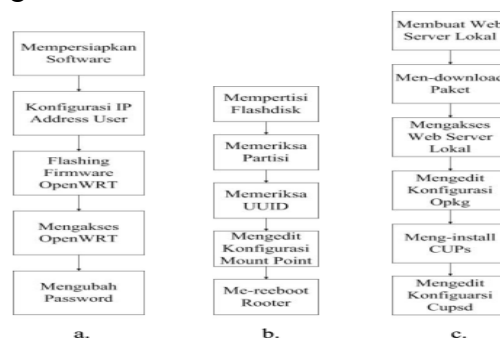 Mempersiapkan
Software
Konfigurasi IP
Address User
Flashing
Firmware
OpenWRT
Mengakses
OpenWRT
Mengubah
Password
a.
Mempertisi
Flashdisk
Memeriksa
Partisi
Memeriksa
UUID
Mengedit
Konfigurasi
Mount Point
Me-reeboot
Rooter
b.
Membuat Web
Server Lokal
Men-download
Paket
Mengakses
Web Server
Lokal
Mengedit
Konfigurasi
Opkg
Meng-install
CUPs
Mengedit
Konfiguarsi
Cupsd
c.